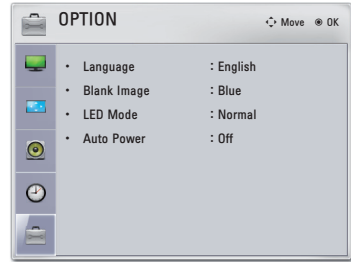 OPTION
Move OK
• Language : English
• Blank Image : Blue
• LED Mode : Normal
• Auto Power : Off